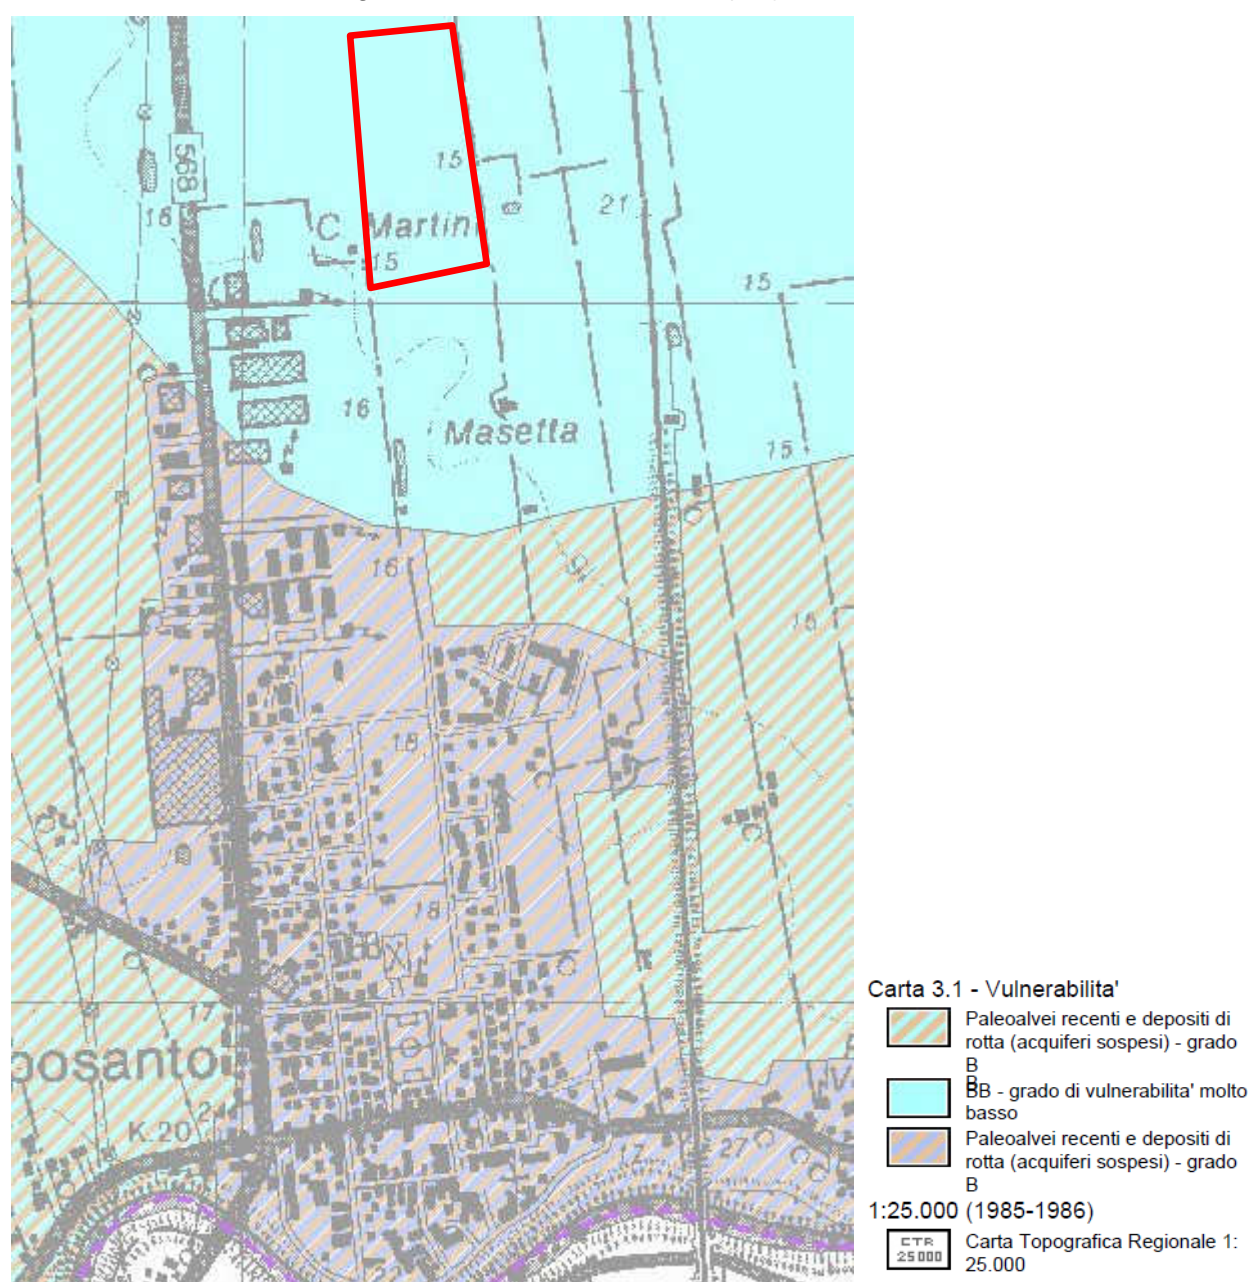 568
15
21
18
C. Martin
15
15
16
Masetta
15
16
16
18
18
17
posanto
K.20
27
Carta 3.1 - Vulnerabilita'
Paleoalvei recenti e depositi di
rotta (acquiferi sospesi) - grado
B
B
BB - grado di vulnerabilita' molto
basso
Paleoalvei recenti e depositi di
rotta (acquiferi sospesi) - grado
B
1:25.000 (1985-1986)
CTR
25000
Carta Topografica Regionale 1:
25.000